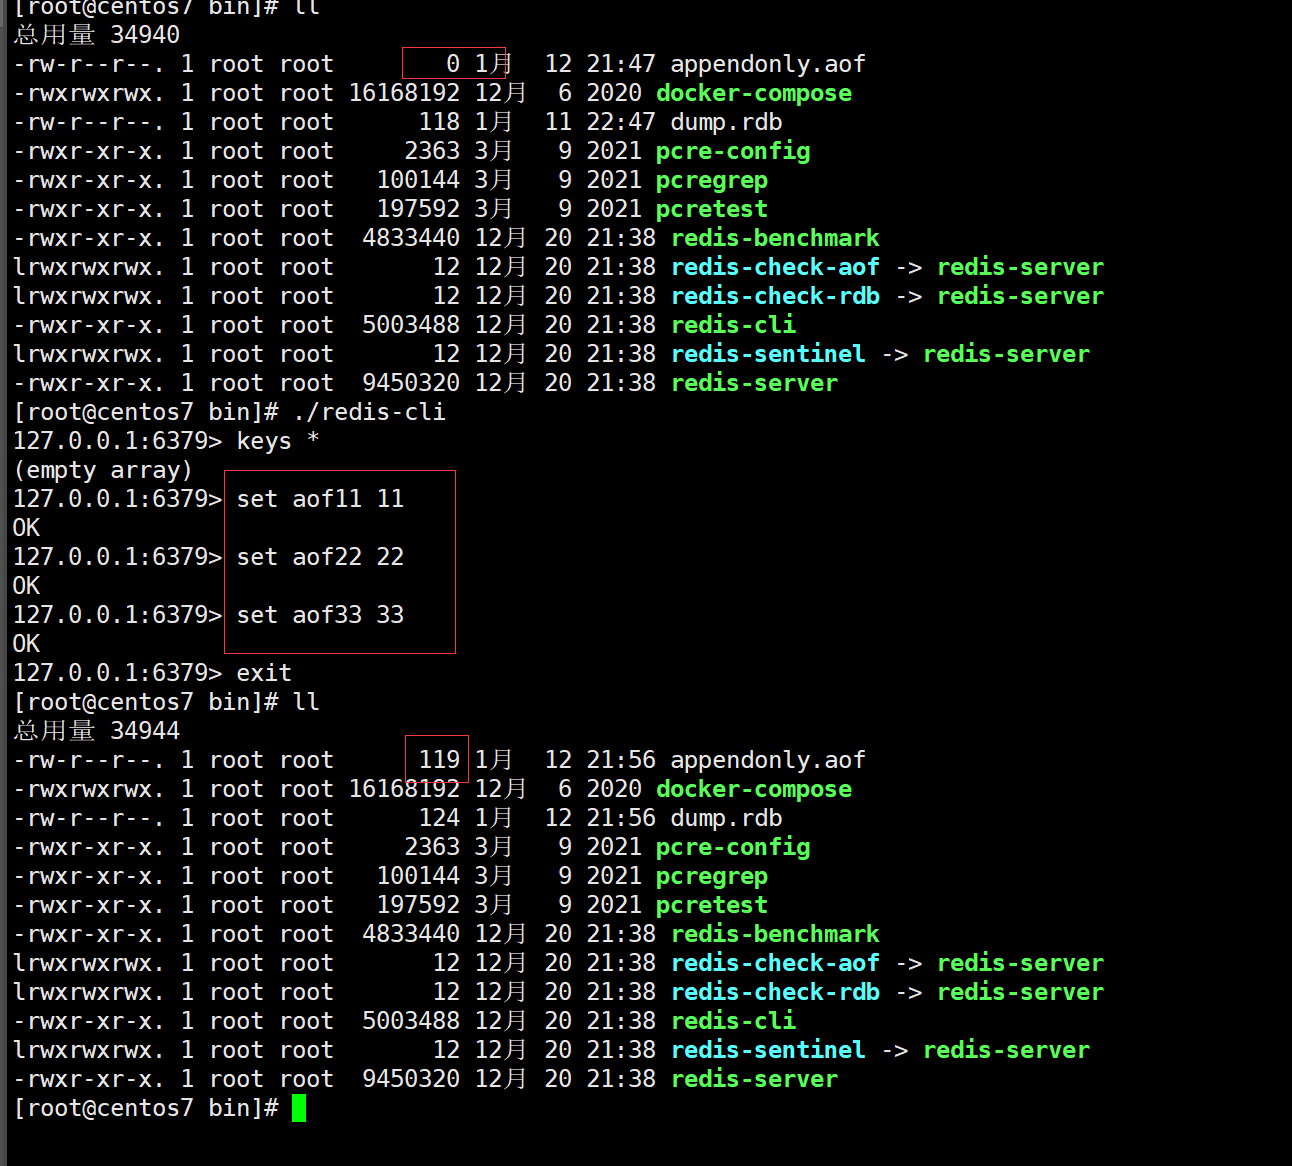 [root@centos7 bin]# ll
总用量 34940
-rw-r--r--. 1 root root        0 1月  12 21:47 appendonly.aof
-rwxrwxrwx. 1 root root 16168192 12月  6 2020 docker-compose
-rw-r--r--. 1 root root      118 1月  11 22:47 dump.rdb
-rwxr-xr-x. 1 root root     2363 3月   9 2021 pcre-config
-rwxr-xr-x. 1 root root   100144 3月   9 2021 pcregrep
-rwxr-xr-x. 1 root root   197592 3月   9 2021 pcretest
-rwxr-xr-x. 1 root root  4833440 12月 20 21:38 redis-benchmark
lrwxrwxrwx. 1 root root       12 12月 20 21:38 redis-check-aof -> redis-server
lrwxrwxrwx. 1 root root       12 12月 20 21:38 redis-check-rdb -> redis-server
-rwxr-xr-x. 1 root root  5003488 12月 20 21:38 redis-cli
lrwxrwxrwx. 1 root root       12 12月 20 21:38 redis-sentinel -> redis-server
-rwxr-xr-x. 1 root root  9450320 12月 20 21:38 redis-server
[root@centos7 bin]# ./redis-cli
127.0.0.1:6379> keys *
(empty array)
127.0.0.1:6379> set aof11 11
OK
127.0.0.1:6379> set aof22 22
OK
127.0.0.1:6379> set aof33 33
OK
127.0.0.1:6379> exit
[root@centos7 bin]# ll
总用量 34944
-rw-r--r--. 1 root root      119 1月  12 21:56 appendonly.aof
-rwxrwxrwx. 1 root root 16168192 12月  6 2020 docker-compose
-rw-r--r--. 1 root root      124 1月  12 21:56 dump.rdb
-rwxr-xr-x. 1 root root     2363 3月   9 2021 pcre-config
-rwxr-xr-x. 1 root root   100144 3月   9 2021 pcregrep
-rwxr-xr-x. 1 root root   197592 3月   9 2021 pcretest
-rwxr-xr-x. 1 root root  4833440 12月 20 21:38 redis-benchmark
lrwxrwxrwx. 1 root root       12 12月 20 21:38 redis-check-aof -> redis-server
lrwxrwxrwx. 1 root root       12 12月 20 21:38 redis-check-rdb -> redis-server
-rwxr-xr-x. 1 root root  5003488 12月 20 21:38 redis-cli
lrwxrwxrwx. 1 root root       12 12月 20 21:38 redis-sentinel -> redis-server
-rwxr-xr-x. 1 root root  9450320 12月 20 21:38 redis-server
[root@centos7 bin]#